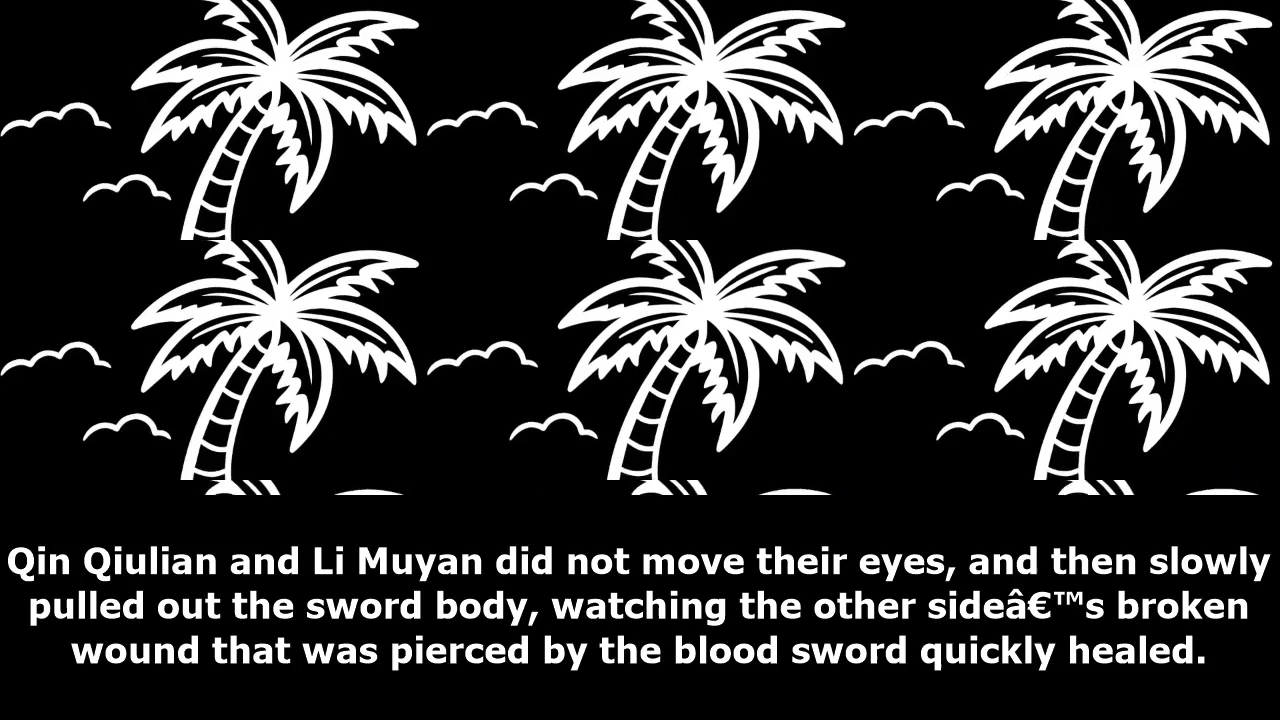 Qin Qiulian and Li Muyan did not move their eyes, and then slowly
pulled out the sword body, watching the other sideâ€™s broken
wound that was pierced by the blood sword quickly healed.